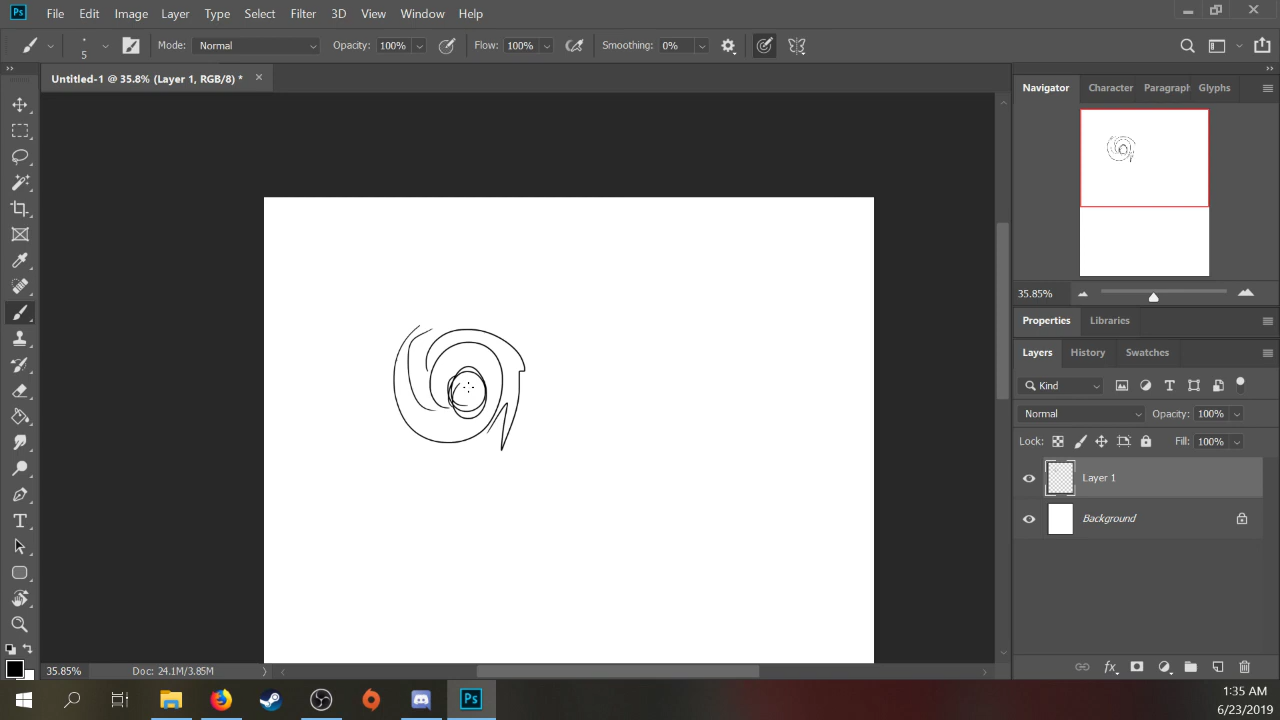 Ps File Edit Image Layer Type Select Filter 3D View Window Help
5 Mode: Normal Opacity: 100% Flow: 100% Smoothing: 0%
Untitled-1 @ 35.8% (Layer 1, RGB/8) *
Navigator Character Paragraph Glyphs
35.85%
Properties Libraries
Layers History Swatches
Kind
Normal Opacity: 100%
Lock: Fill: 100%
Layer 1
Background
35.85% Doc: 24.1M/3.85M
Ps
1:35 AM
6/23/2019